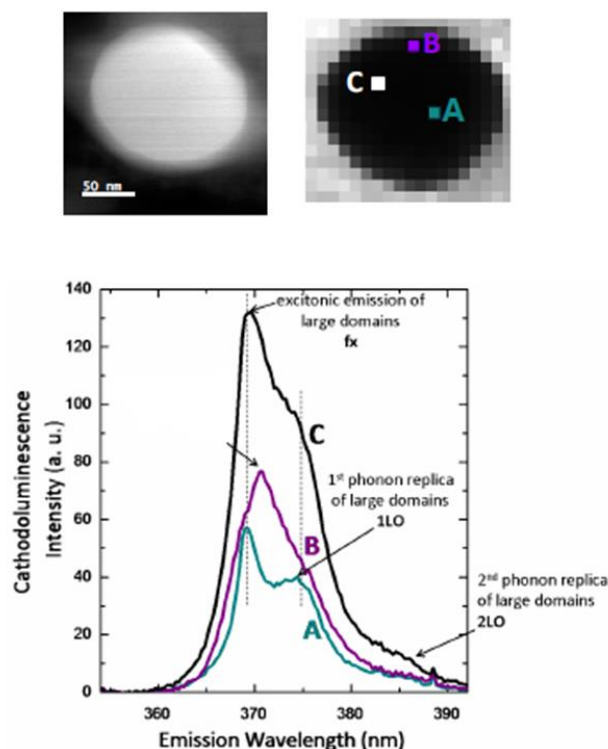 50 nm
B
C
A
140
120
100
80
60
40
20
0
Cathodoluminescence
Intensity (a. u.)
excitonic emission of
large domains
fx
C
1st phonon replica
of large domains
1LO
B
2nd phonon replica
of large domains
2LO
A
360 370 380 390
Emission Wavelength (nm)